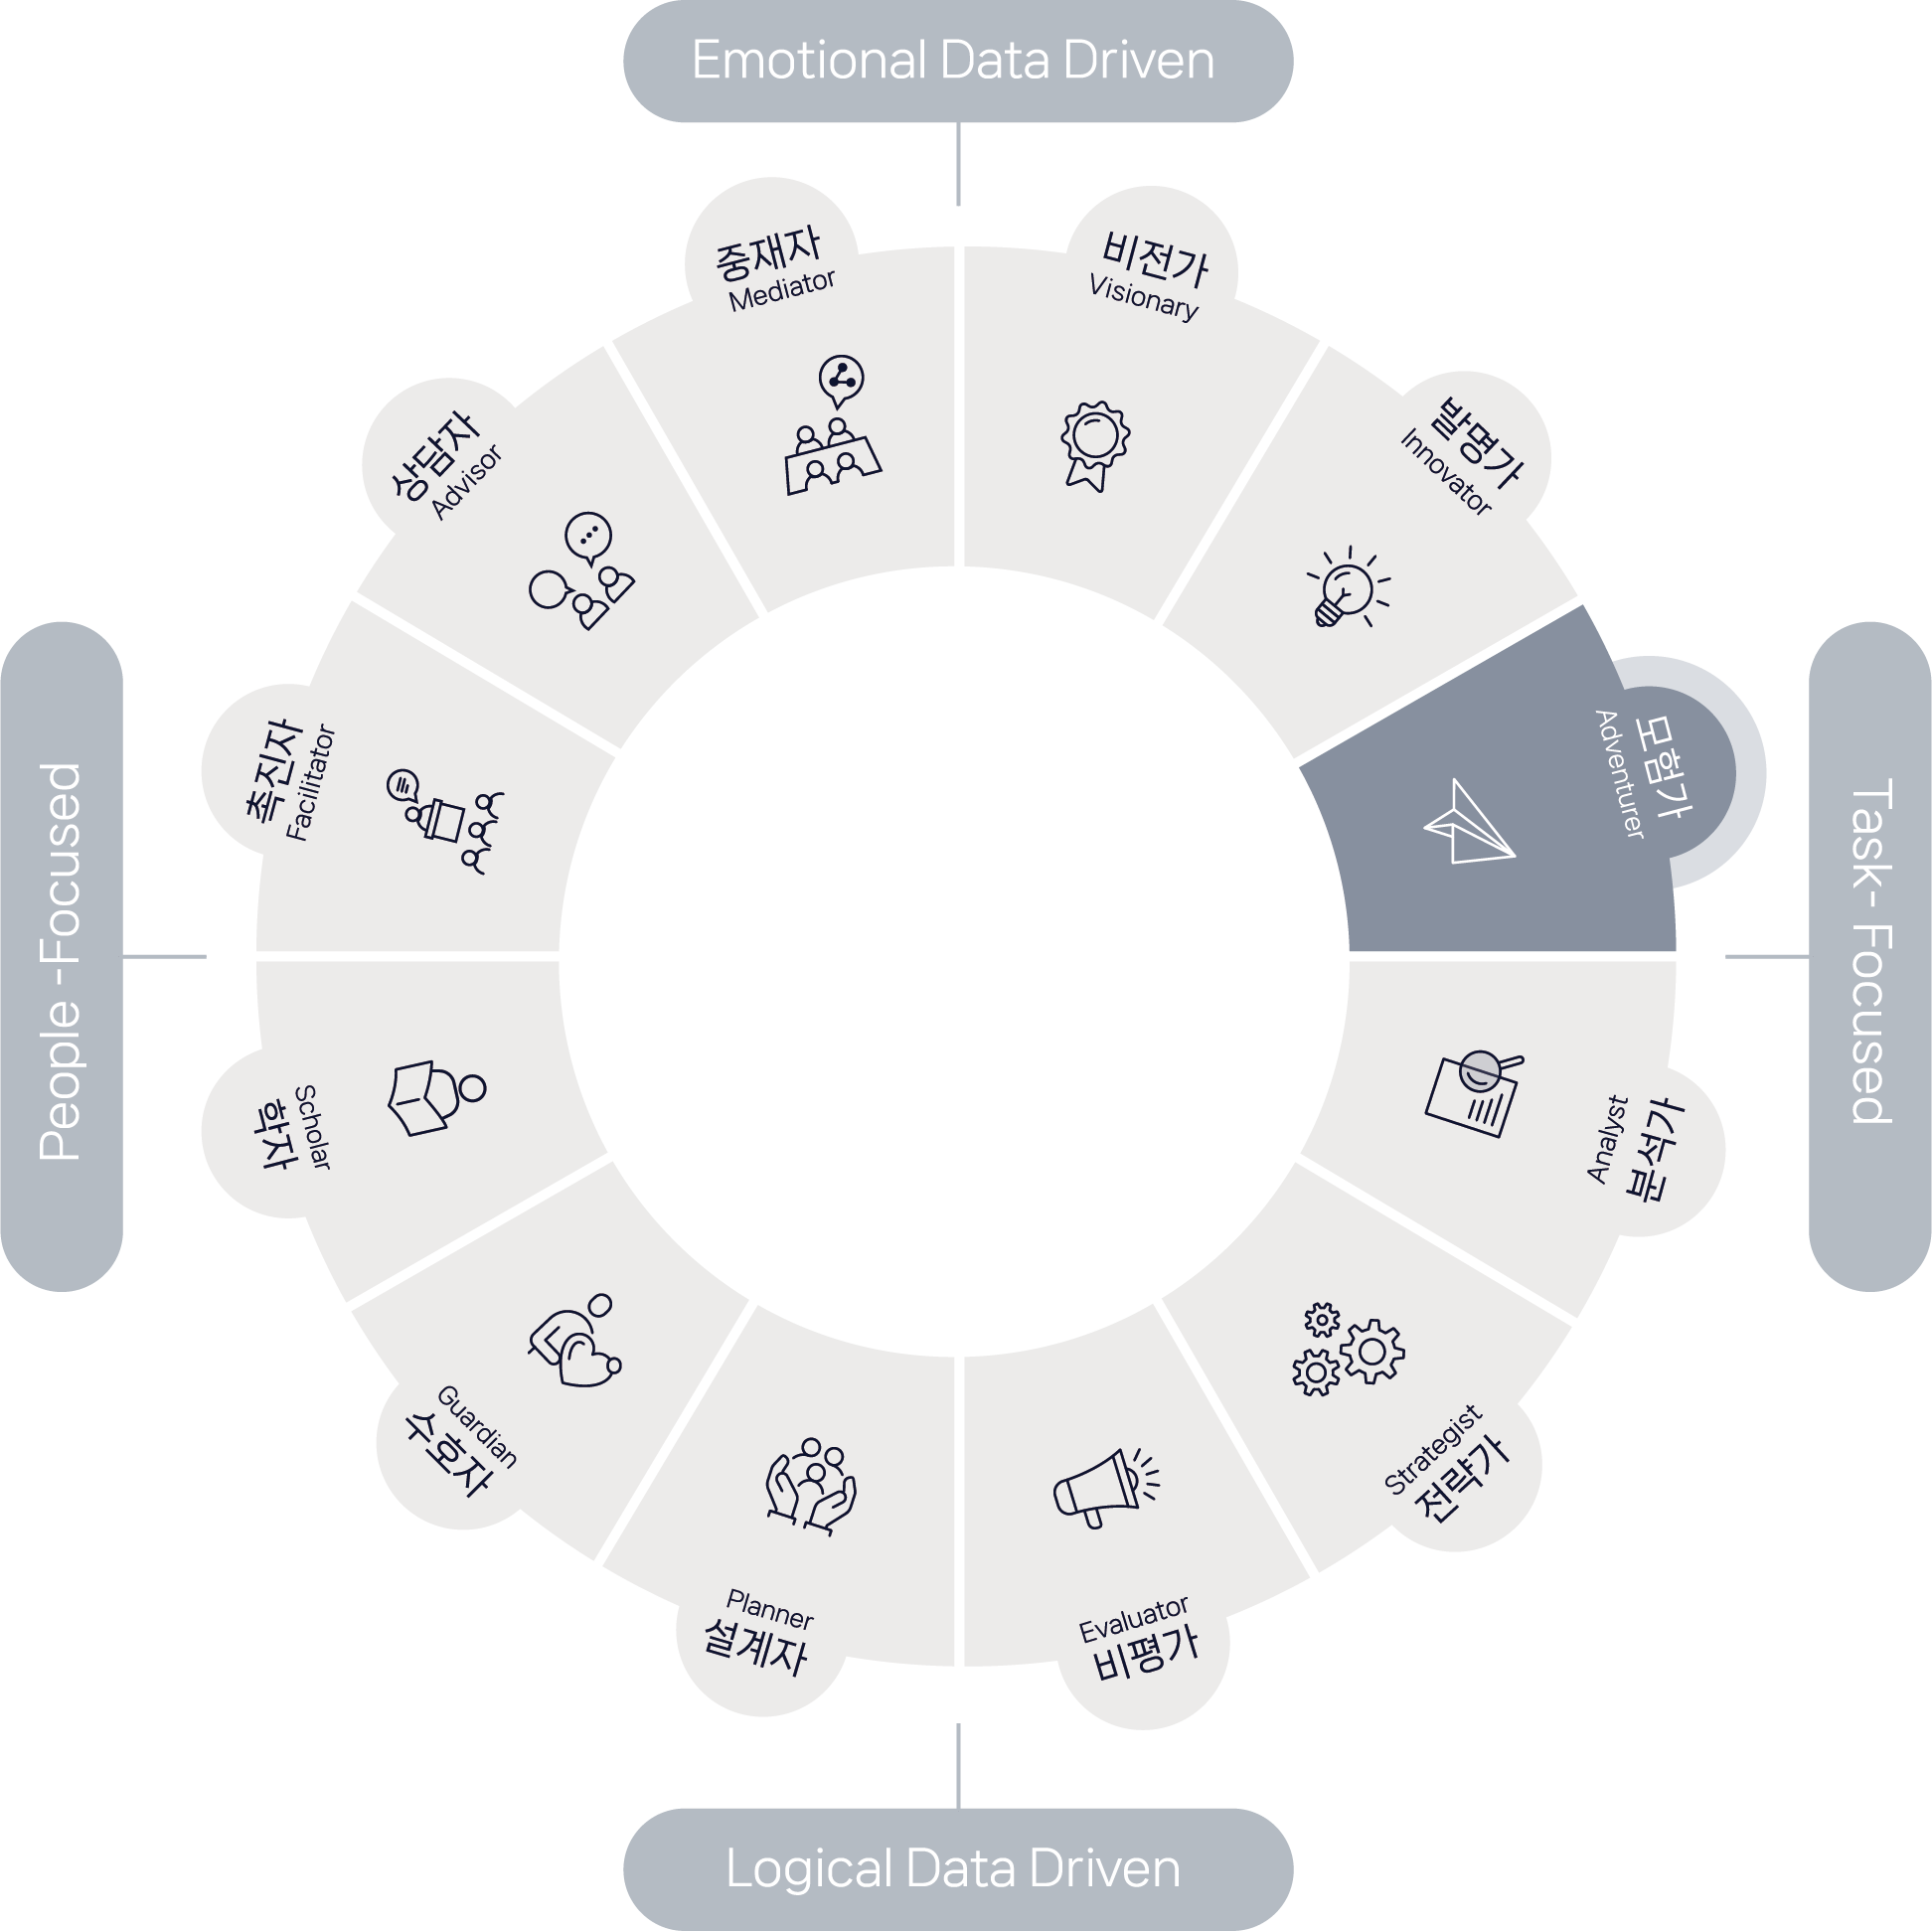 Emotional Data Driven
중재자
Mediator
비전가
Visionary
발명가
Innovator
모험가
Adventurer
분석가
Analyst
Strategist
전략가
Evaluator
비평가
Planner
설계자
Guardian
수호자
Scholar
학자
촉진자
Facilitator
상담자
Advisor
People -Focused
Task- Focused
Logical Data Driven